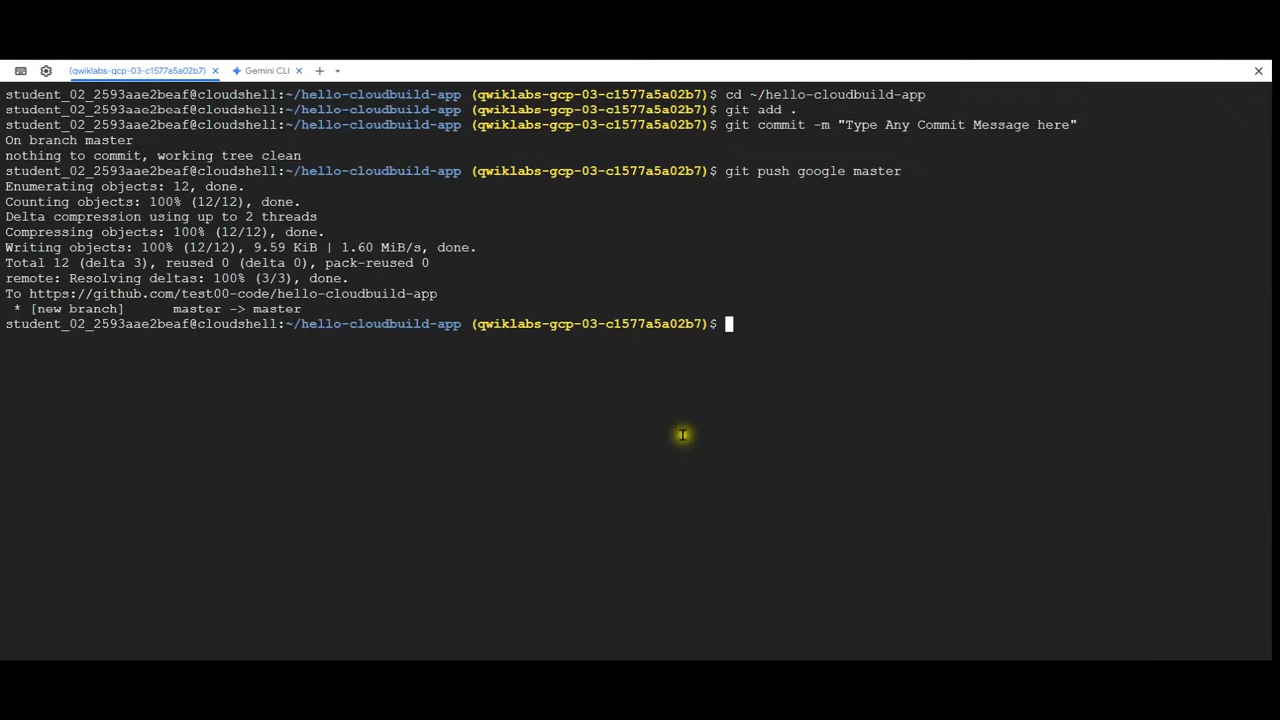 (qwiklabs-gcp-03-c1577a5a02b7) Gemini CLI
student_02_2593aae2beaf@cloudshell:~/hello-cloudbuild-app (qwiklabs-gcp-03-c1577a5a02b7)$ cd ~/hello-cloudbuild-app
student_02_2593aae2beaf@cloudshell:~/hello-cloudbuild-app (qwiklabs-gcp-03-c1577a5a02b7)$ git add .
student_02_2593aae2beaf@cloudshell:~/hello-cloudbuild-app (qwiklabs-gcp-03-c1577a5a02b7)$ git commit -m "Type Any Commit Message here"
On branch master
nothing to commit, working tree clean
student_02_2593aae2beaf@cloudshell:~/hello-cloudbuild-app (qwiklabs-gcp-03-c1577a5a02b7)$ git push google master
Enumerating objects: 12, done.
Counting objects: 100% (12/12), done.
Delta compression using up to 2 threads
Compressing objects: 100% (12/12), done.
Writing objects: 100% (12/12), 9.59 KiB | 1.60 MiB/s, done.
Total 12 (delta 3), reused 0 (delta 0), pack-reused 0
remote: Resolving deltas: 100% (3/3), done.
To https://github.com/test00-code/hello-cloudbuild-app
 * [new branch]      master -> master
student_02_2593aae2beaf@cloudshell:~/hello-cloudbuild-app (qwiklabs-gcp-03-c1577a5a02b7)$